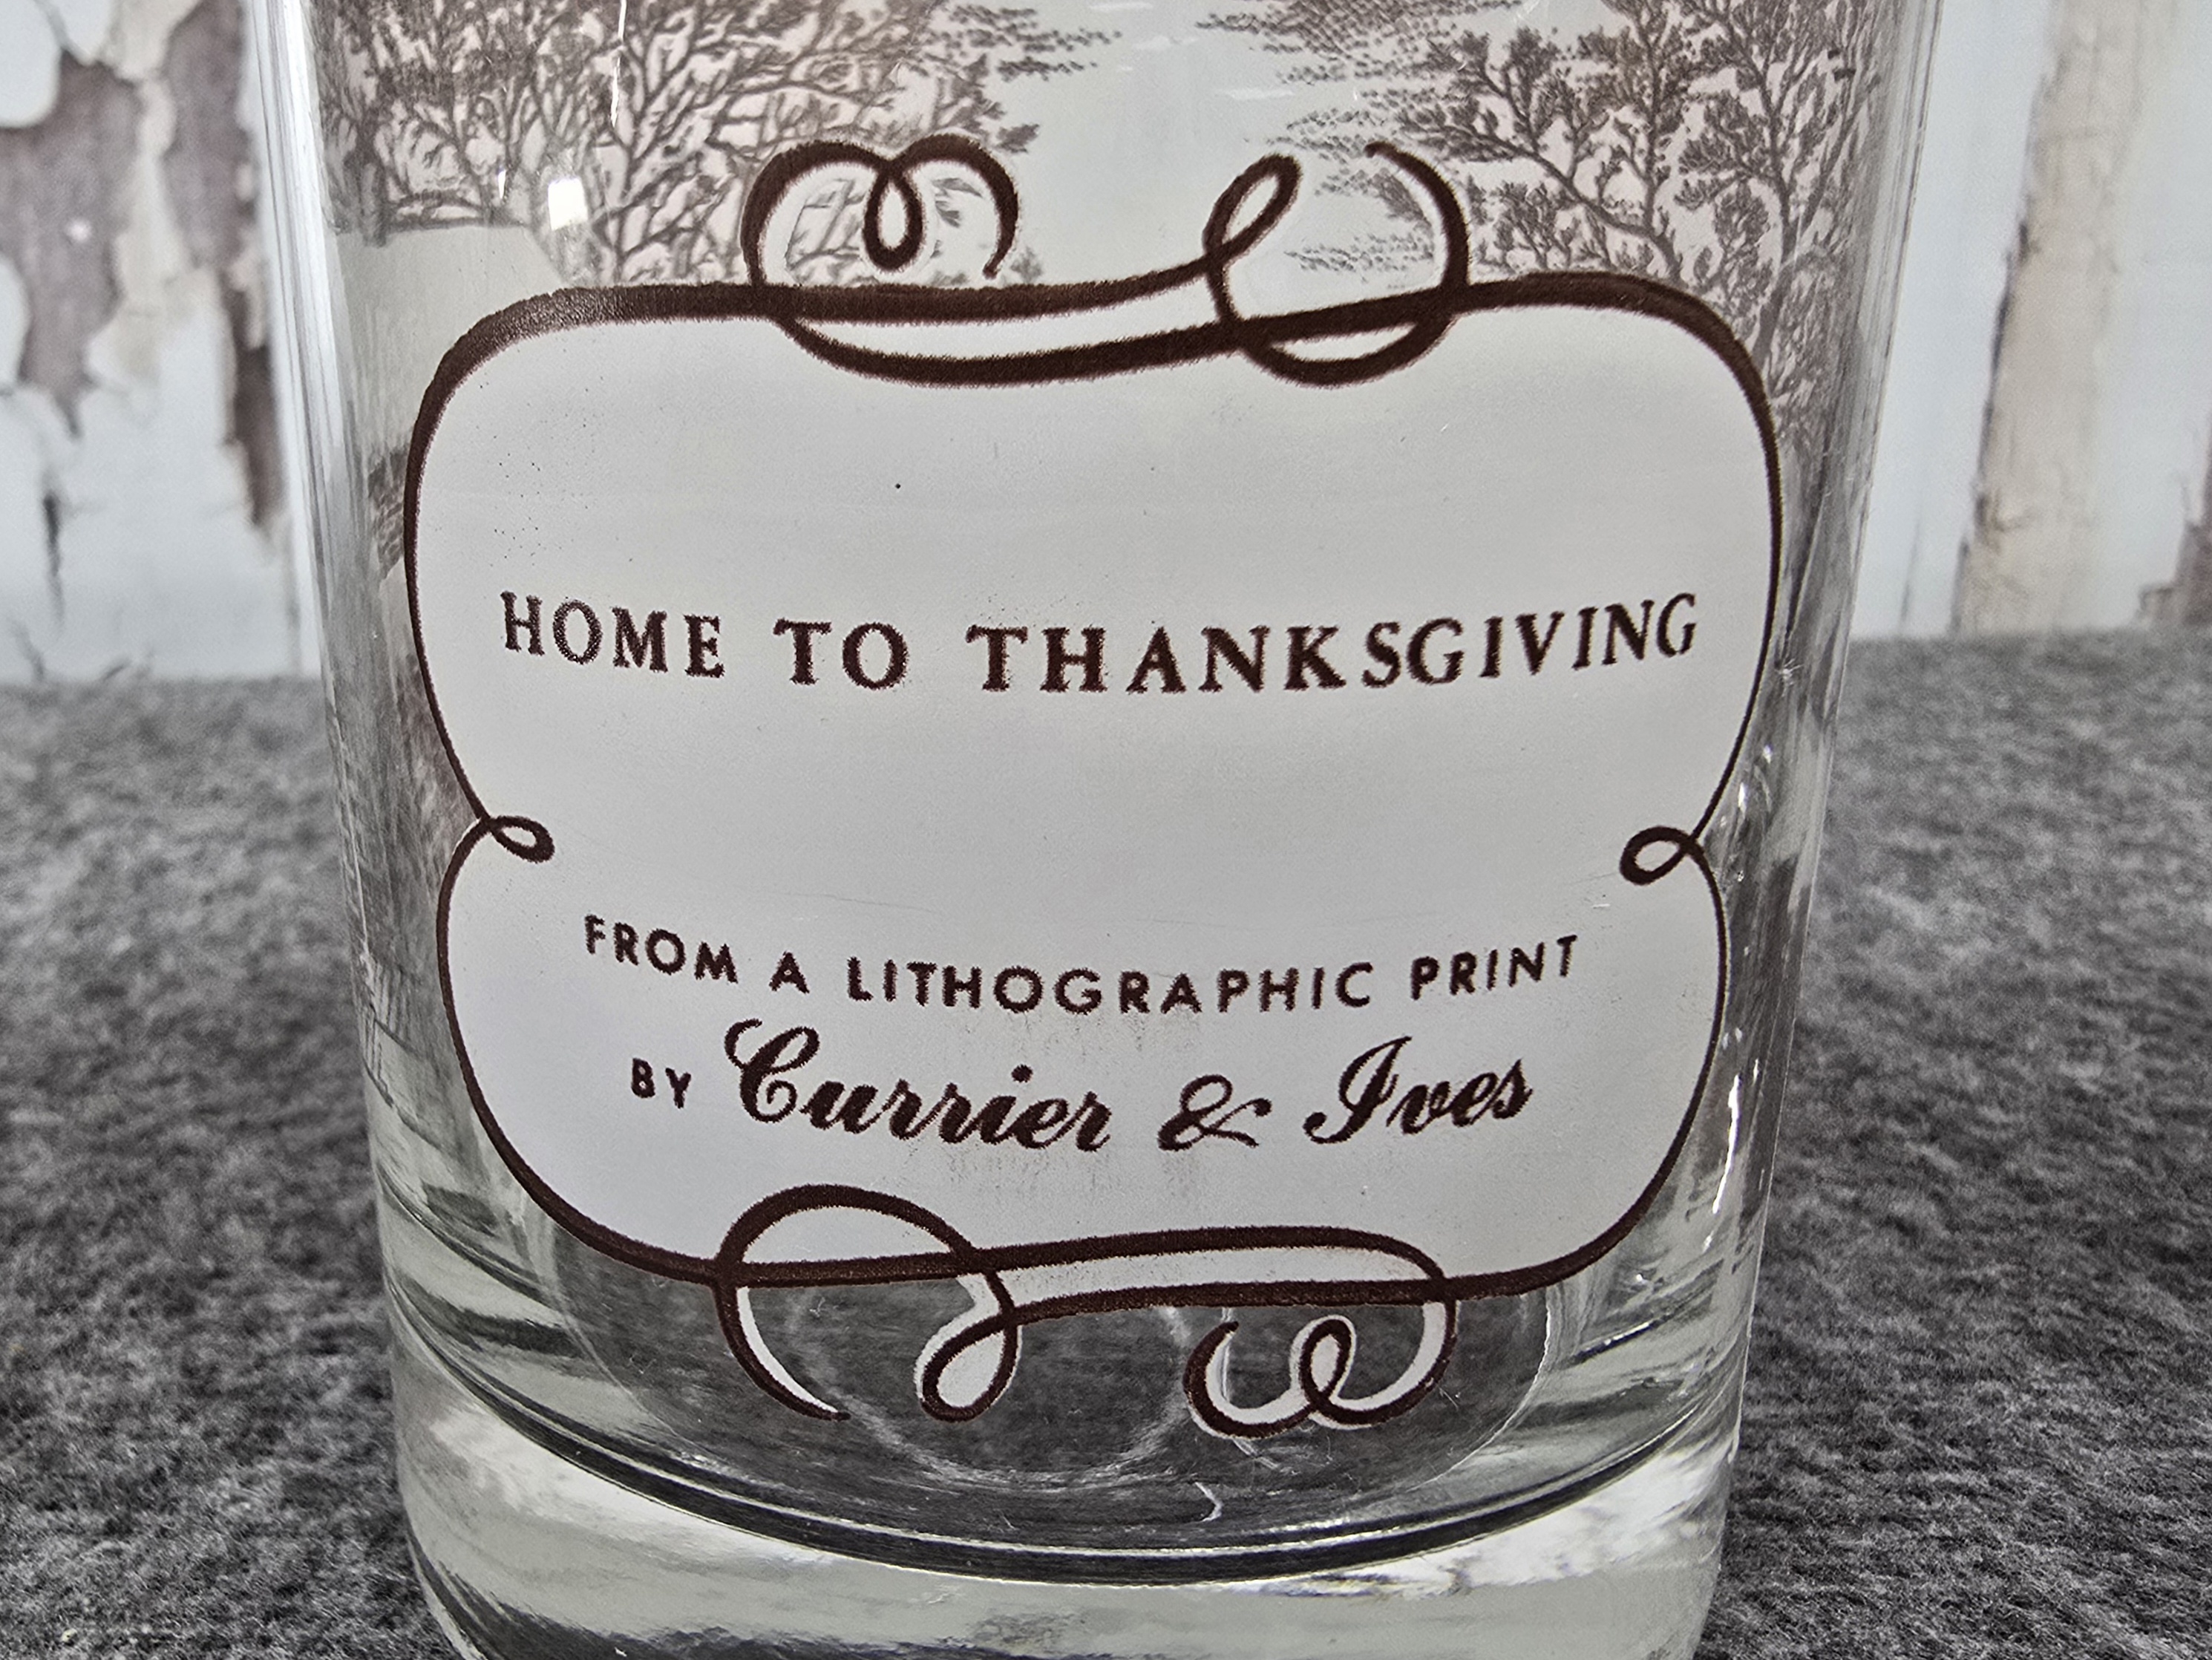 HOME TO THANKSGIVING
FROM A LITHOGRAPHIC PRINT
BY Currier & Ives